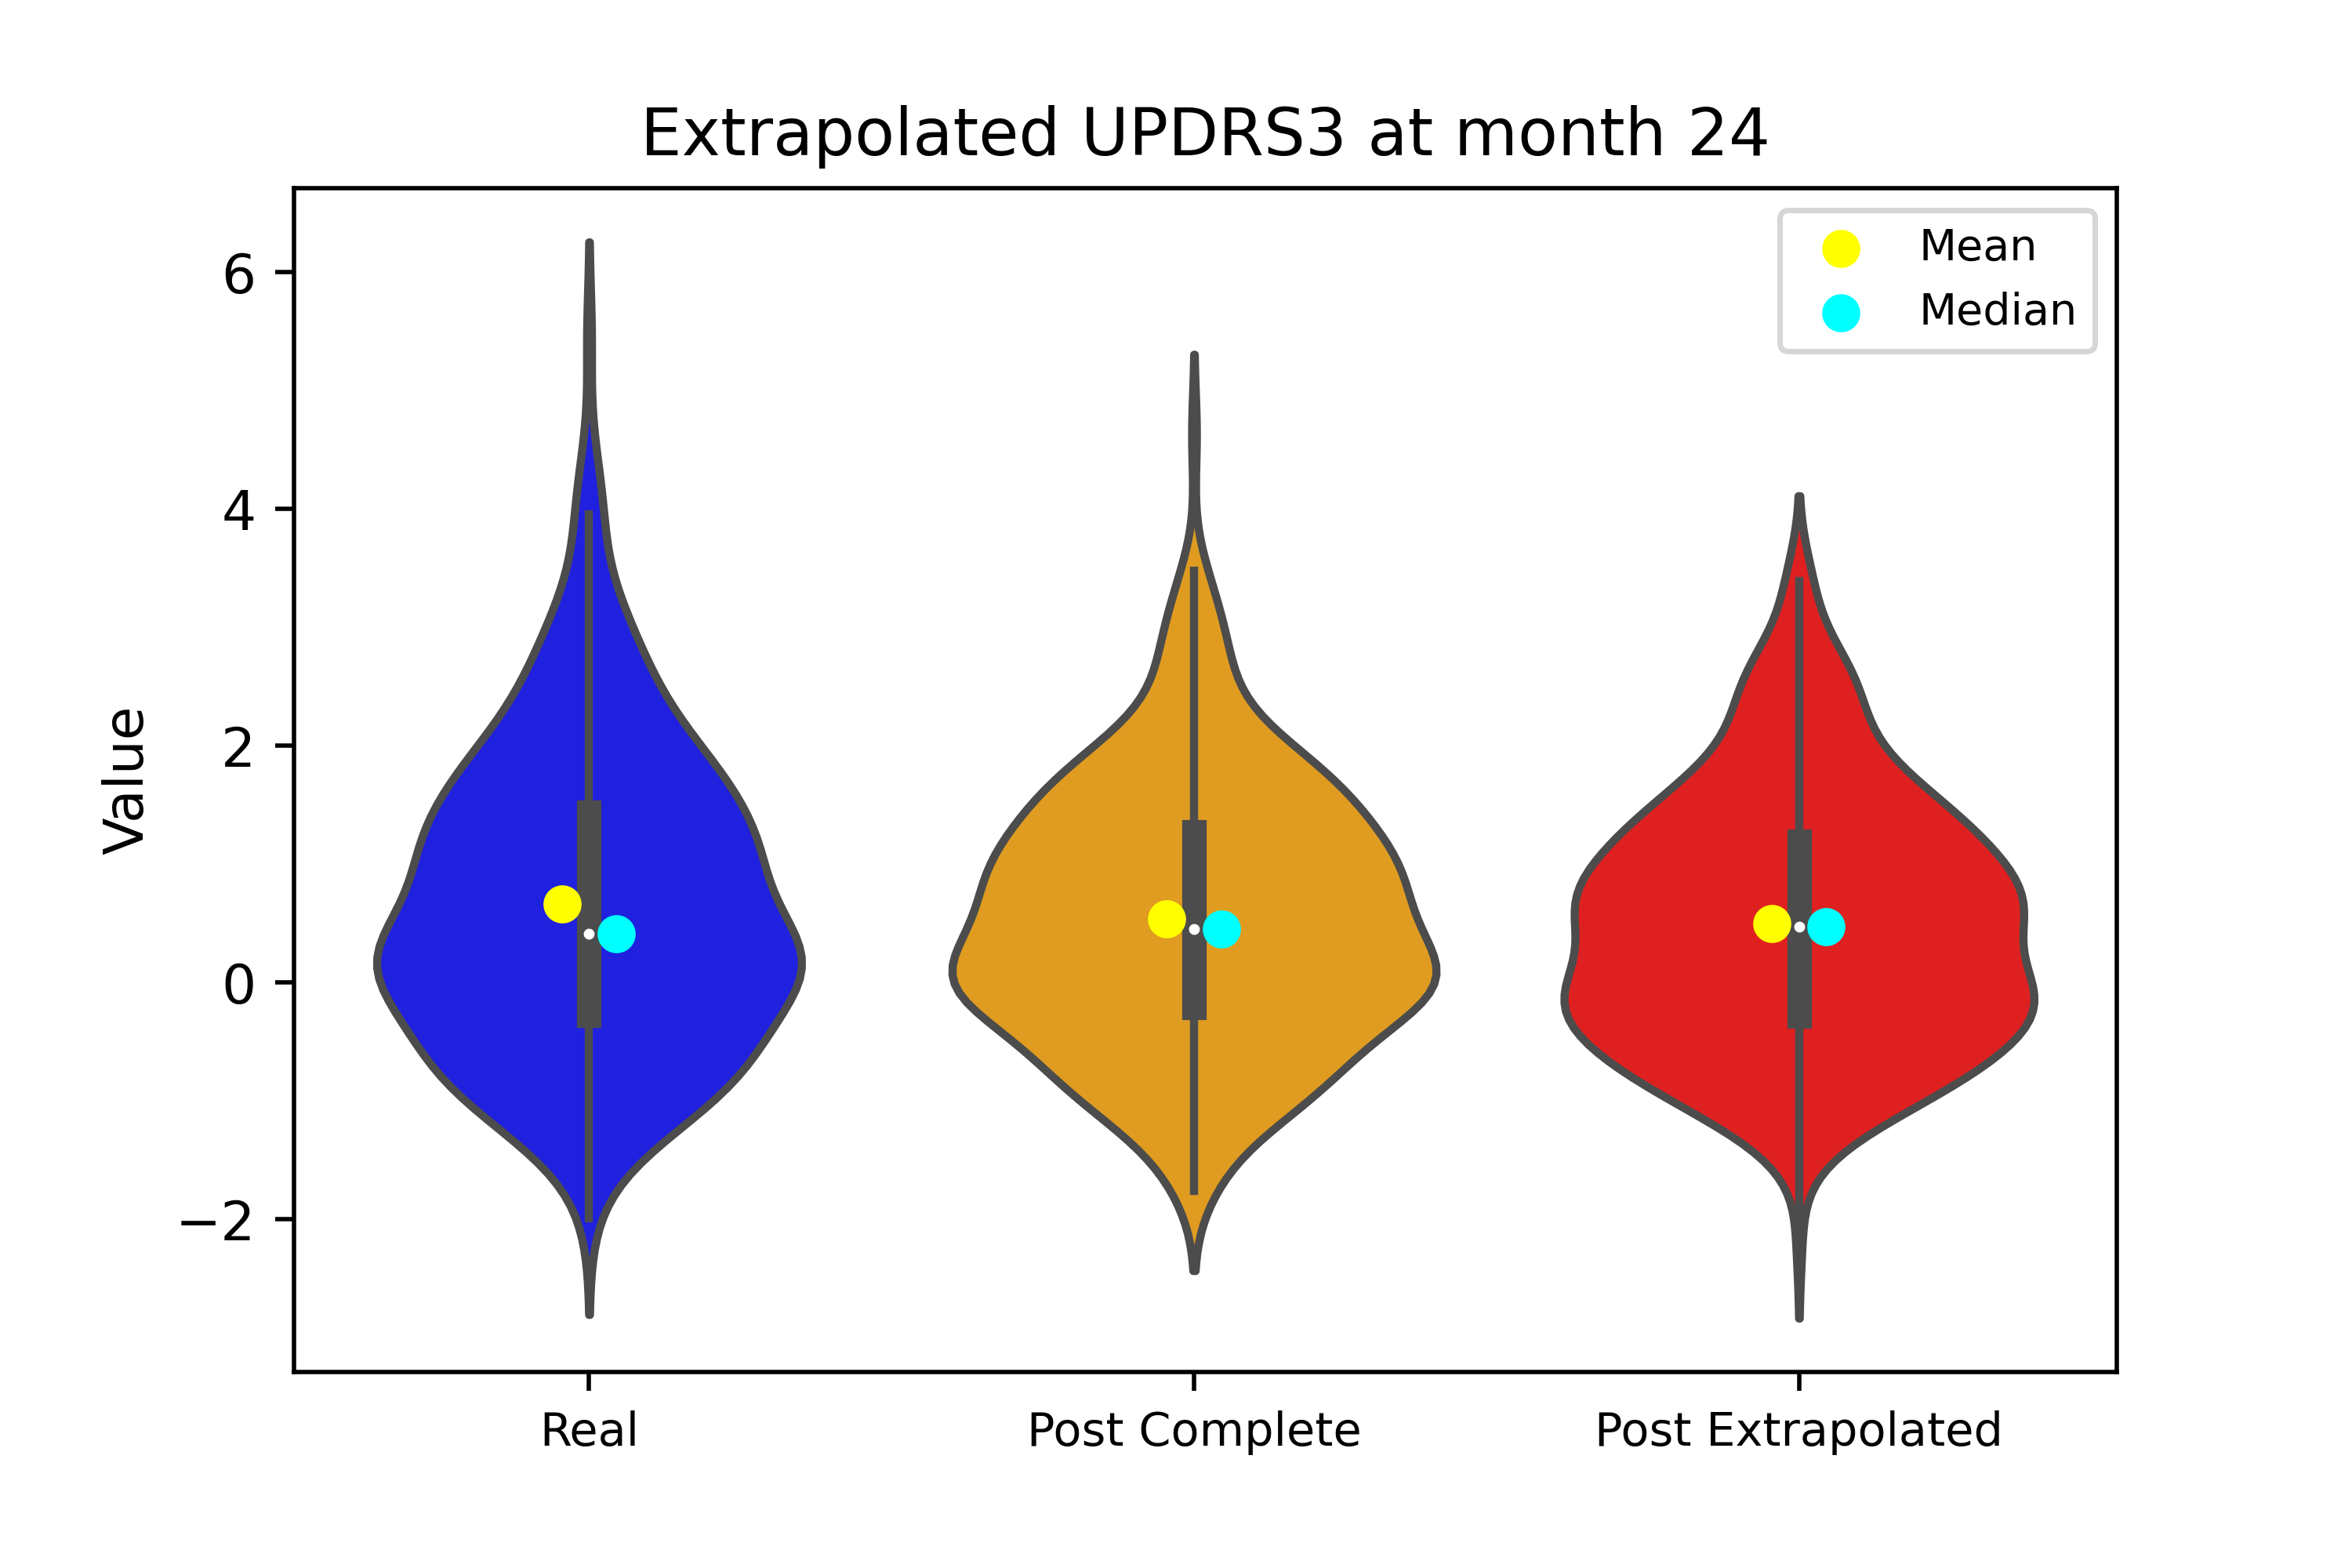 Extrapolated UPDRS3 at month 24
Mean
Median
Value
6
4
2
0
−2
Real
Post Complete
Post Extrapolated